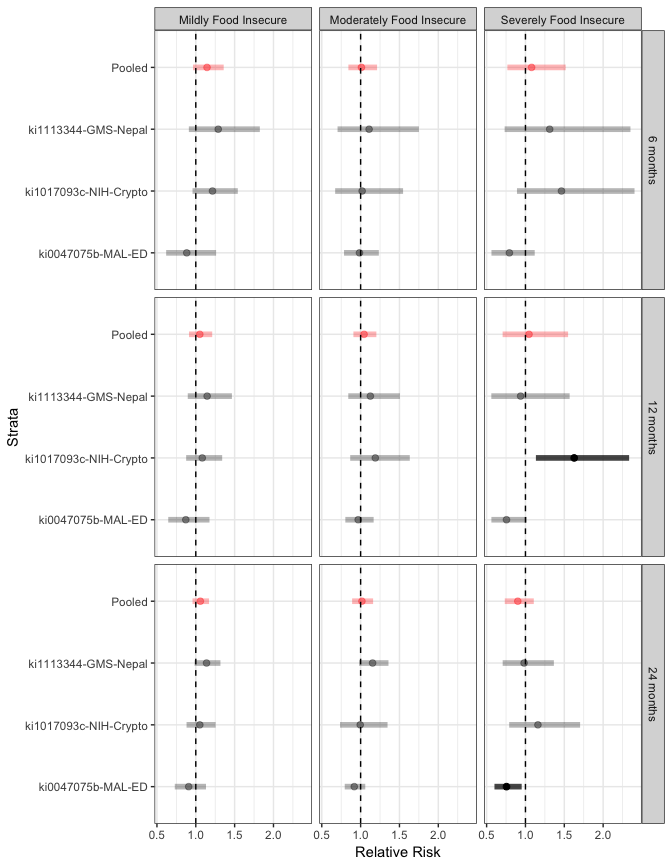 Mildly Food Insecure
Moderately Food Insecure
Severely Food Insecure
Pooled
ki1113344-GMS-Nepal
ki1017093c-NIH-Crypto
ki0047075b-MAL-ED
6 months
Pooled
ki1113344-GMS-Nepal
ki1017093c-NIH-Crypto
ki0047075b-MAL-ED
12 months
Pooled
ki1113344-GMS-Nepal
ki1017093c-NIH-Crypto
ki0047075b-MAL-ED
24 months
Strata
0.5 1.0 1.5 2.0
0.5 1.0 1.5 2.0
0.5 1.0 1.5 2.0
Relative Risk